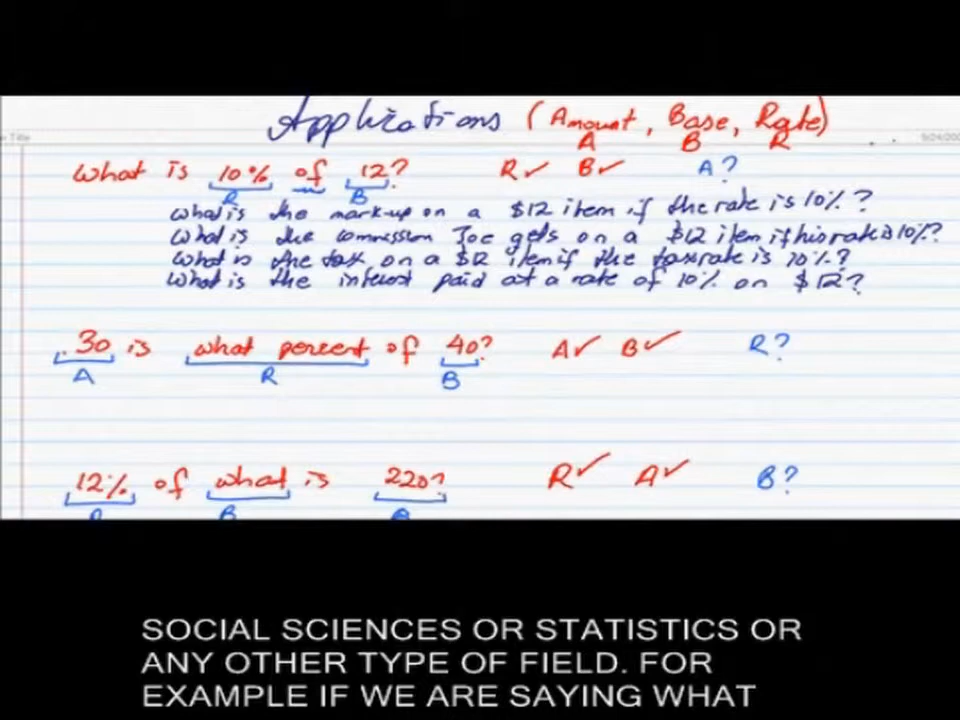 Applications (Amount, Base, Rate)
A B R
What is 10% of 12? R✓ B✓ A?
R B
What is the mark-up on a $12 item if the rate is 10%?
What is the commission Joe gets on a $12 item if his rate is 10%?
What is the tax on a $12 item if the tax rate is 10%?
What is the interest paid at a rate of 10% on $12?
30 is what percent of 40? A✓ B✓ R?
A R B
12% of what is 220? R✓ A✓ B?
B
SOCIAL SCIENCES OR STATISTICS OR
ANY OTHER TYPE OF FIELD. FOR
EXAMPLE IF WE ARE SAYING WHAT